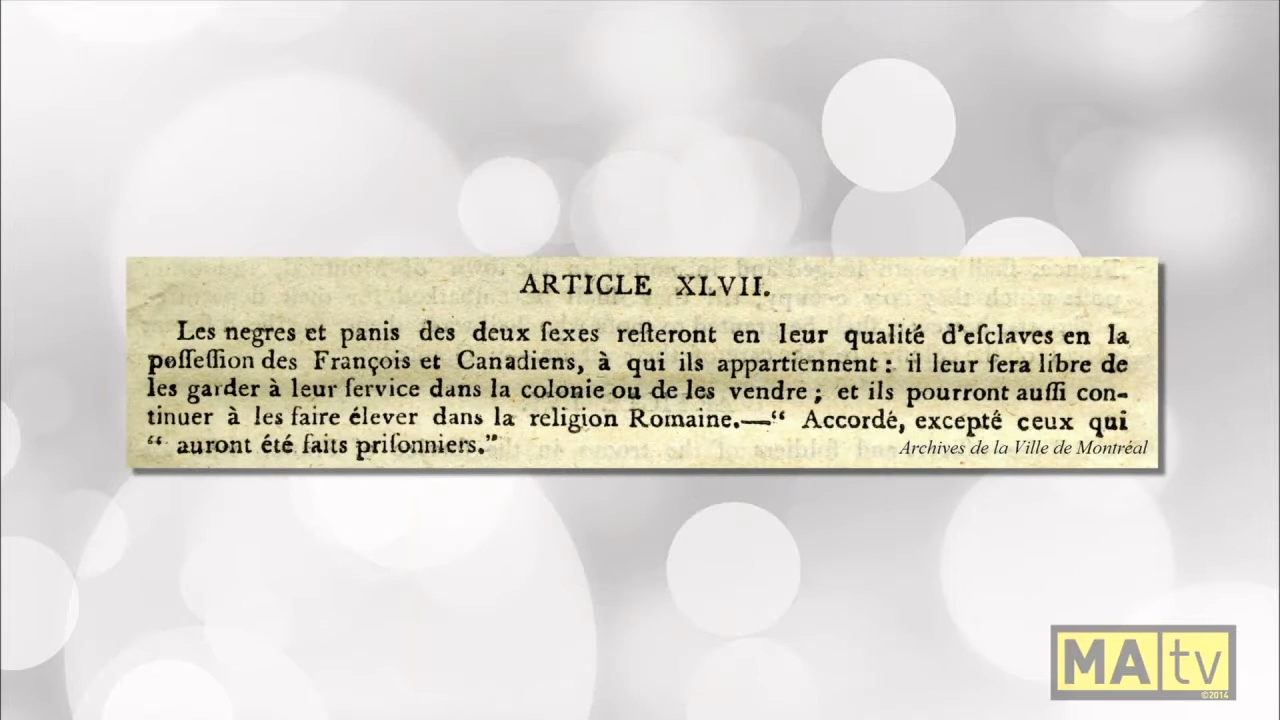 ARTICLE XLVII.
Les negres et panis des deux ſexes reſteront en leur qualité d'eſclaves en la
poſſeſſion des François et Canadiens, à qui ils appartiennent : il leur ſera libre de
les garder à leur ſervice dans la colonie ou de les vendre ; et ils pourront auſſi con-
tinuer à les faire élever dans la religion Romaine.—“ Accordé, excepté ceux qui
“ auront été faits priſonniers.”
Archives de la Ville de Montréal
MAtv
©2014